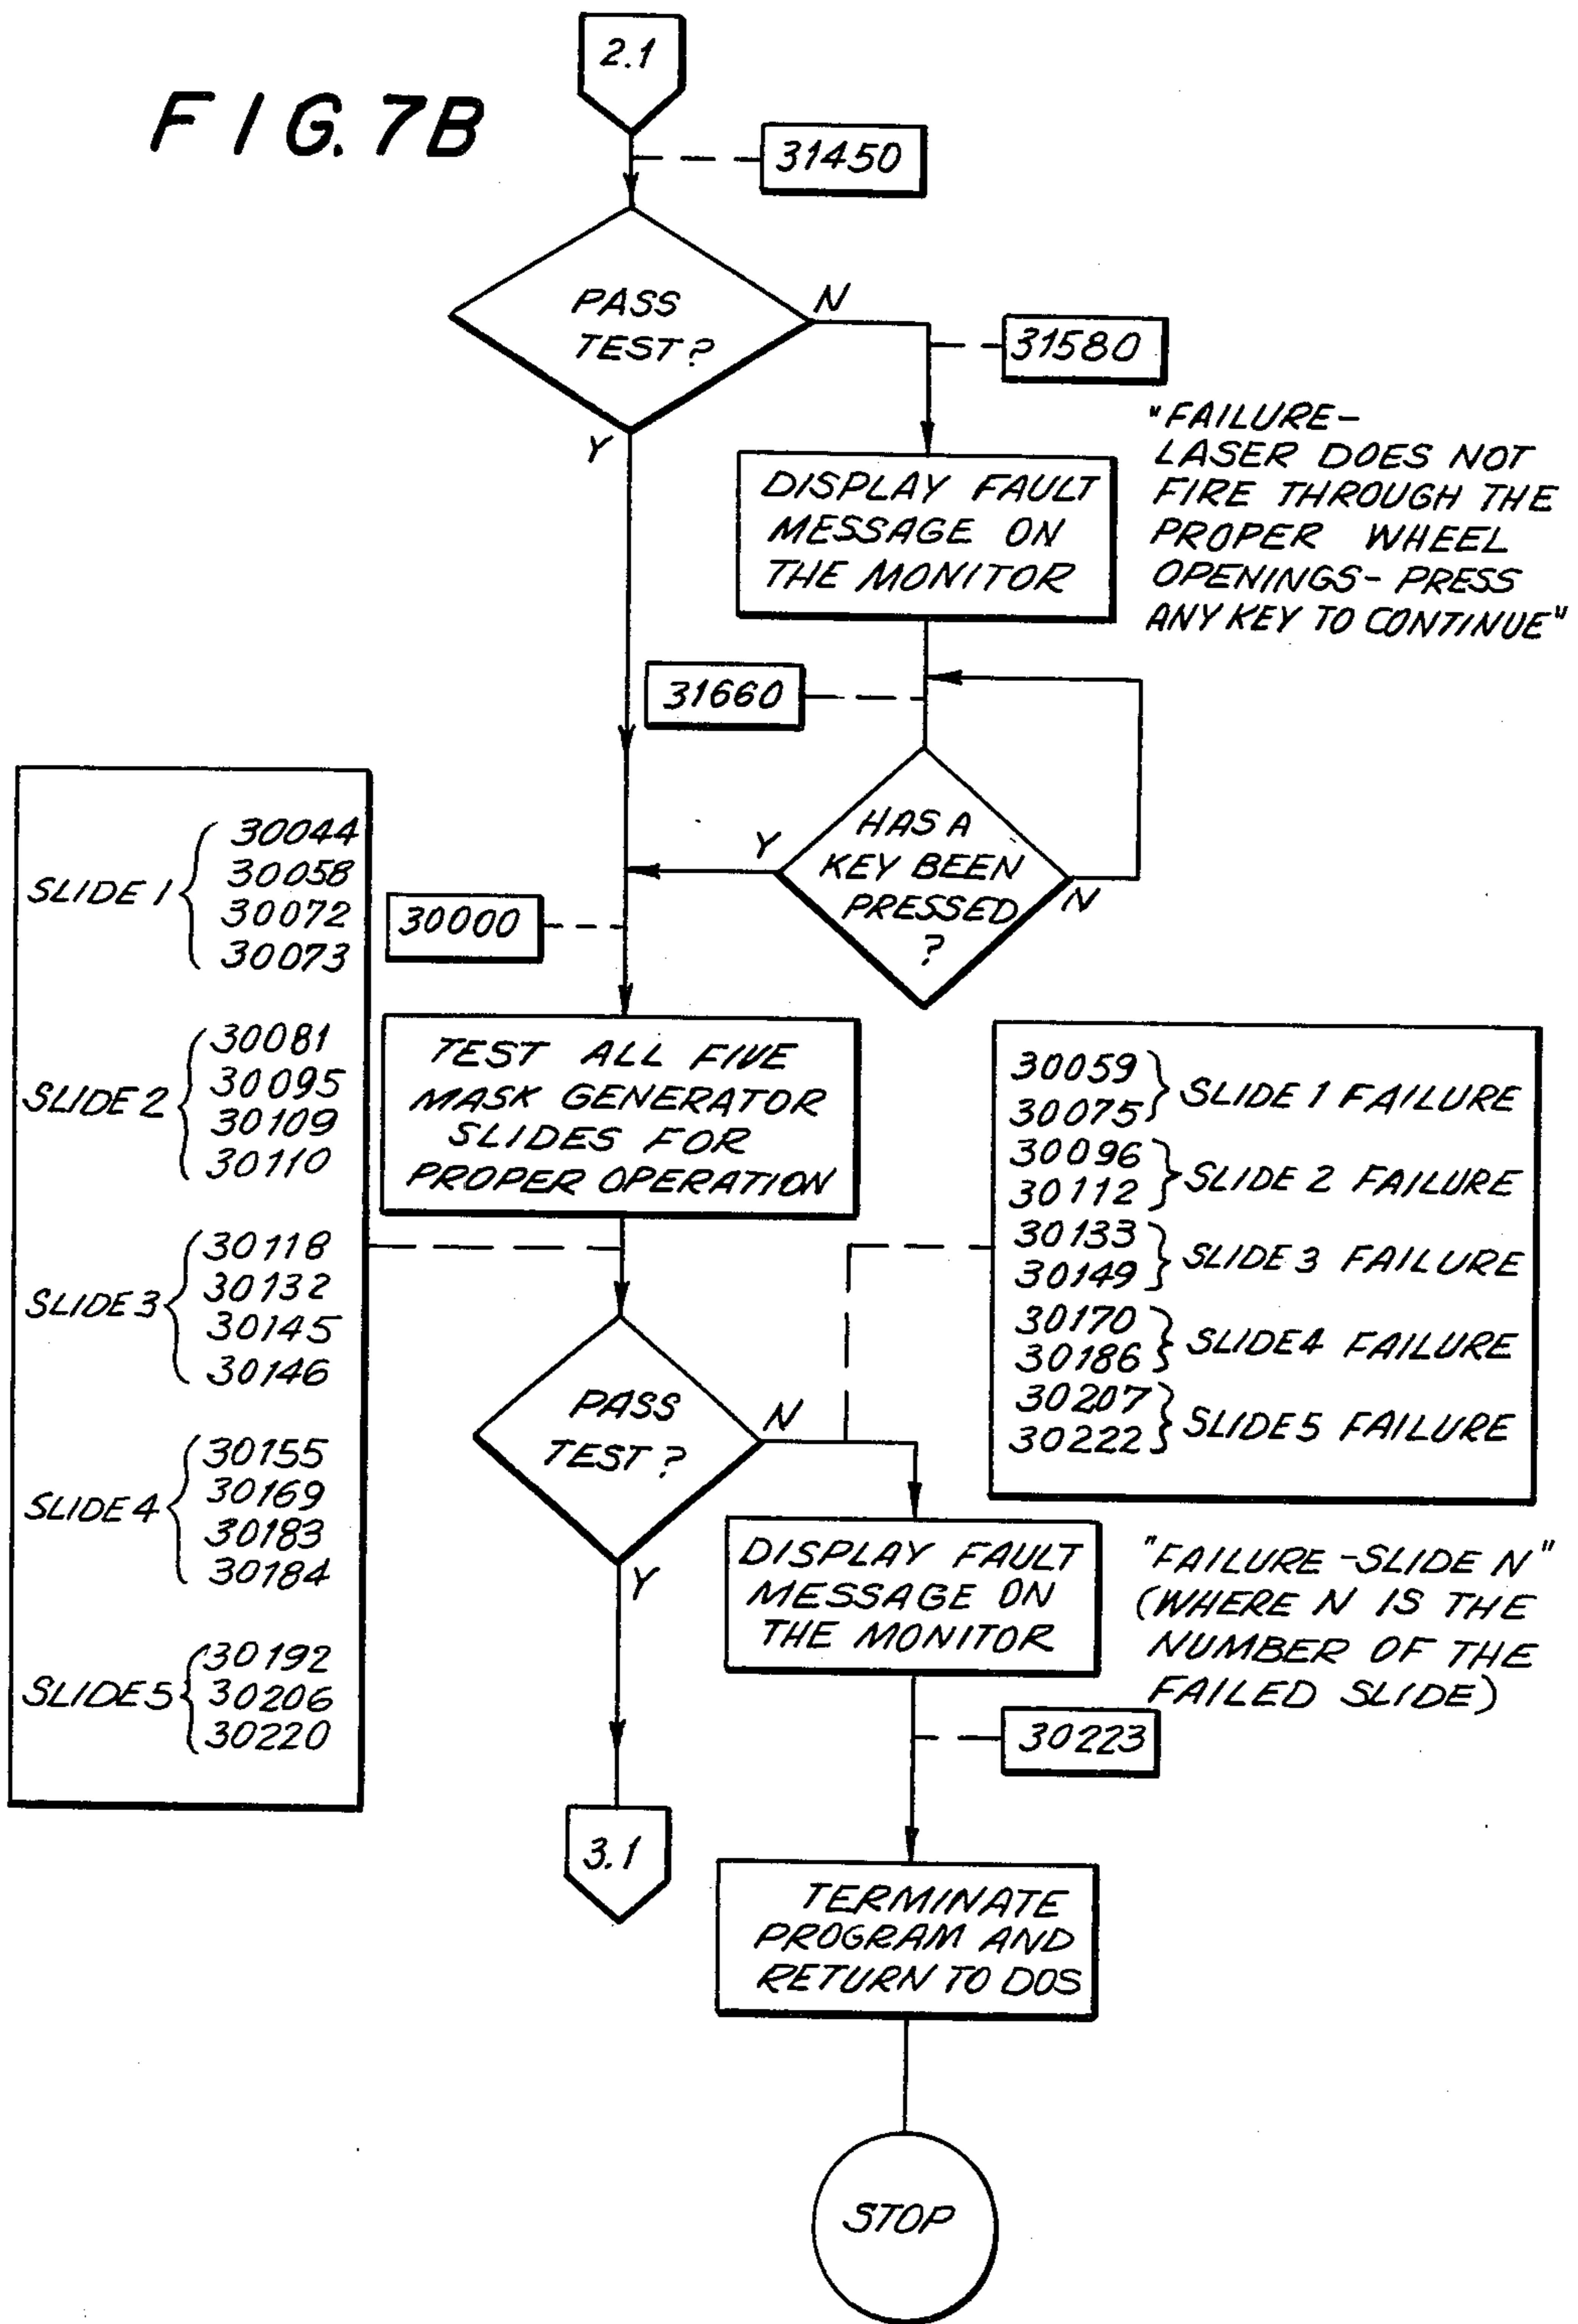 FIG. 7B
2.1
31450
PASS
TEST?
N
Y
31580
"FAILURE-
LASER DOES NOT
FIRE THROUGH THE
PROPER WHEEL
OPENINGS- PRESS
ANY KEY TO CONTINUE"
DISPLAY FAULT
MESSAGE ON
THE MONITOR
31660
HAS A
KEY BEEN
PRESSED
?
Y
N
30000
SLIDE 1
30044
30058
30072
30073
SLIDE 2
30081
30095
30109
30110
SLIDE 3
30118
30132
30145
30146
SLIDE 4
30155
30169
30183
30184
SLIDE 5
30192
30206
30220
TEST ALL FIVE
MASK GENERATOR
SLIDES FOR
PROPER OPERATION
30059
30075
SLIDE 1 FAILURE
30096
30112
SLIDE 2 FAILURE
30133
30149
SLIDE 3 FAILURE
30170
30186
SLIDE 4 FAILURE
30207
30222
SLIDE 5 FAILURE
PASS
TEST?
N
Y
DISPLAY FAULT
MESSAGE ON
THE MONITOR
"FAILURE -SLIDE N"
(WHERE N IS THE
NUMBER OF THE
FAILED SLIDE)
30223
3.1
TERMINATE
PROGRAM AND
RETURN TO DOS
STOP